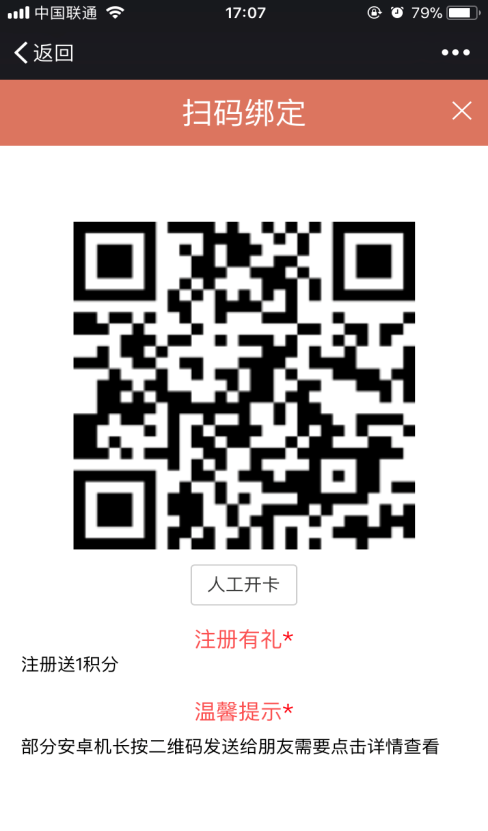 中国联通
17:07
79%
返回
扫码绑定
人工开卡
注册有礼*
注册送1积分
温馨提示*
部分安卓机长按二维码发送给朋友需要点击详情查看